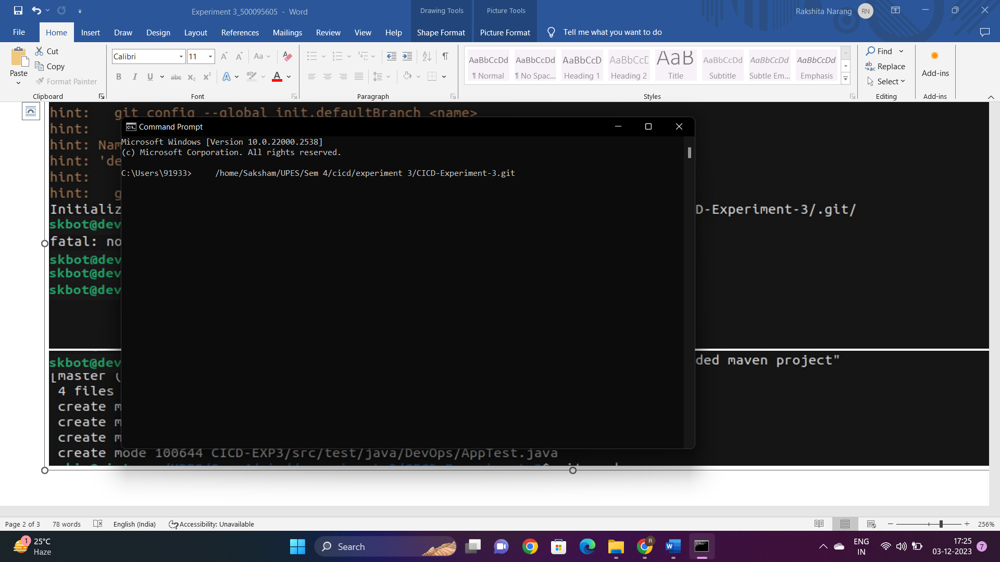 Experiment 3_500095605 - Word
Drawing Tools
Picture Tools
Rakshita Narang
RN
File
Home
Insert
Draw
Design
Layout
References
Mailings
Review
View
Help
Shape Format
Picture Format
Tell me what you want to do
Paste
Cut
Copy
Format Painter
Clipboard
Calibri
11
Aa
B I U abc x2 x2 A ab A
Font
Paragraph
AaBbCcDd
¶ Normal
AaBbCcDd
¶ No Spac...
AaBbCcD
Heading 1
AaBbCcD
Heading 2
AaB
Title
AaBbCcDd
Subtitle
AaBbCcDd
Subtle Em...
AaBbCcDd
Emphasis
Styles
Find
Replace
Select
Editing
Add-ins
Add-ins
hint: git config --global init.defaultBranch <name>
hint:
hint: Nam
hint: 'de
hint:
hint: g
Initializ
D-Experiment-3/.git/
skbot@dev
fatal: no
skbot@dev
skbot@dev
skbot@dev
Command Prompt
Microsoft Windows [Version 10.0.22000.2538]
(c) Microsoft Corporation. All rights reserved.
C:\Users\91933> /home/Saksham/UPES/Sem 4/cicd/experiment 3/CICD-Experiment-3.git
skbot@dev
ded maven project"
[master (
4 files
create m
create m
create m
create mode 100644 CICD-EXP3/src/test/java/DevOps/AppTest.java
Page 2 of 3
78 words
English (India)
Accessibility: Unavailable
256%
1
25°C
Haze
Search
R
ENG
IN
17:25
03-12-2023
7